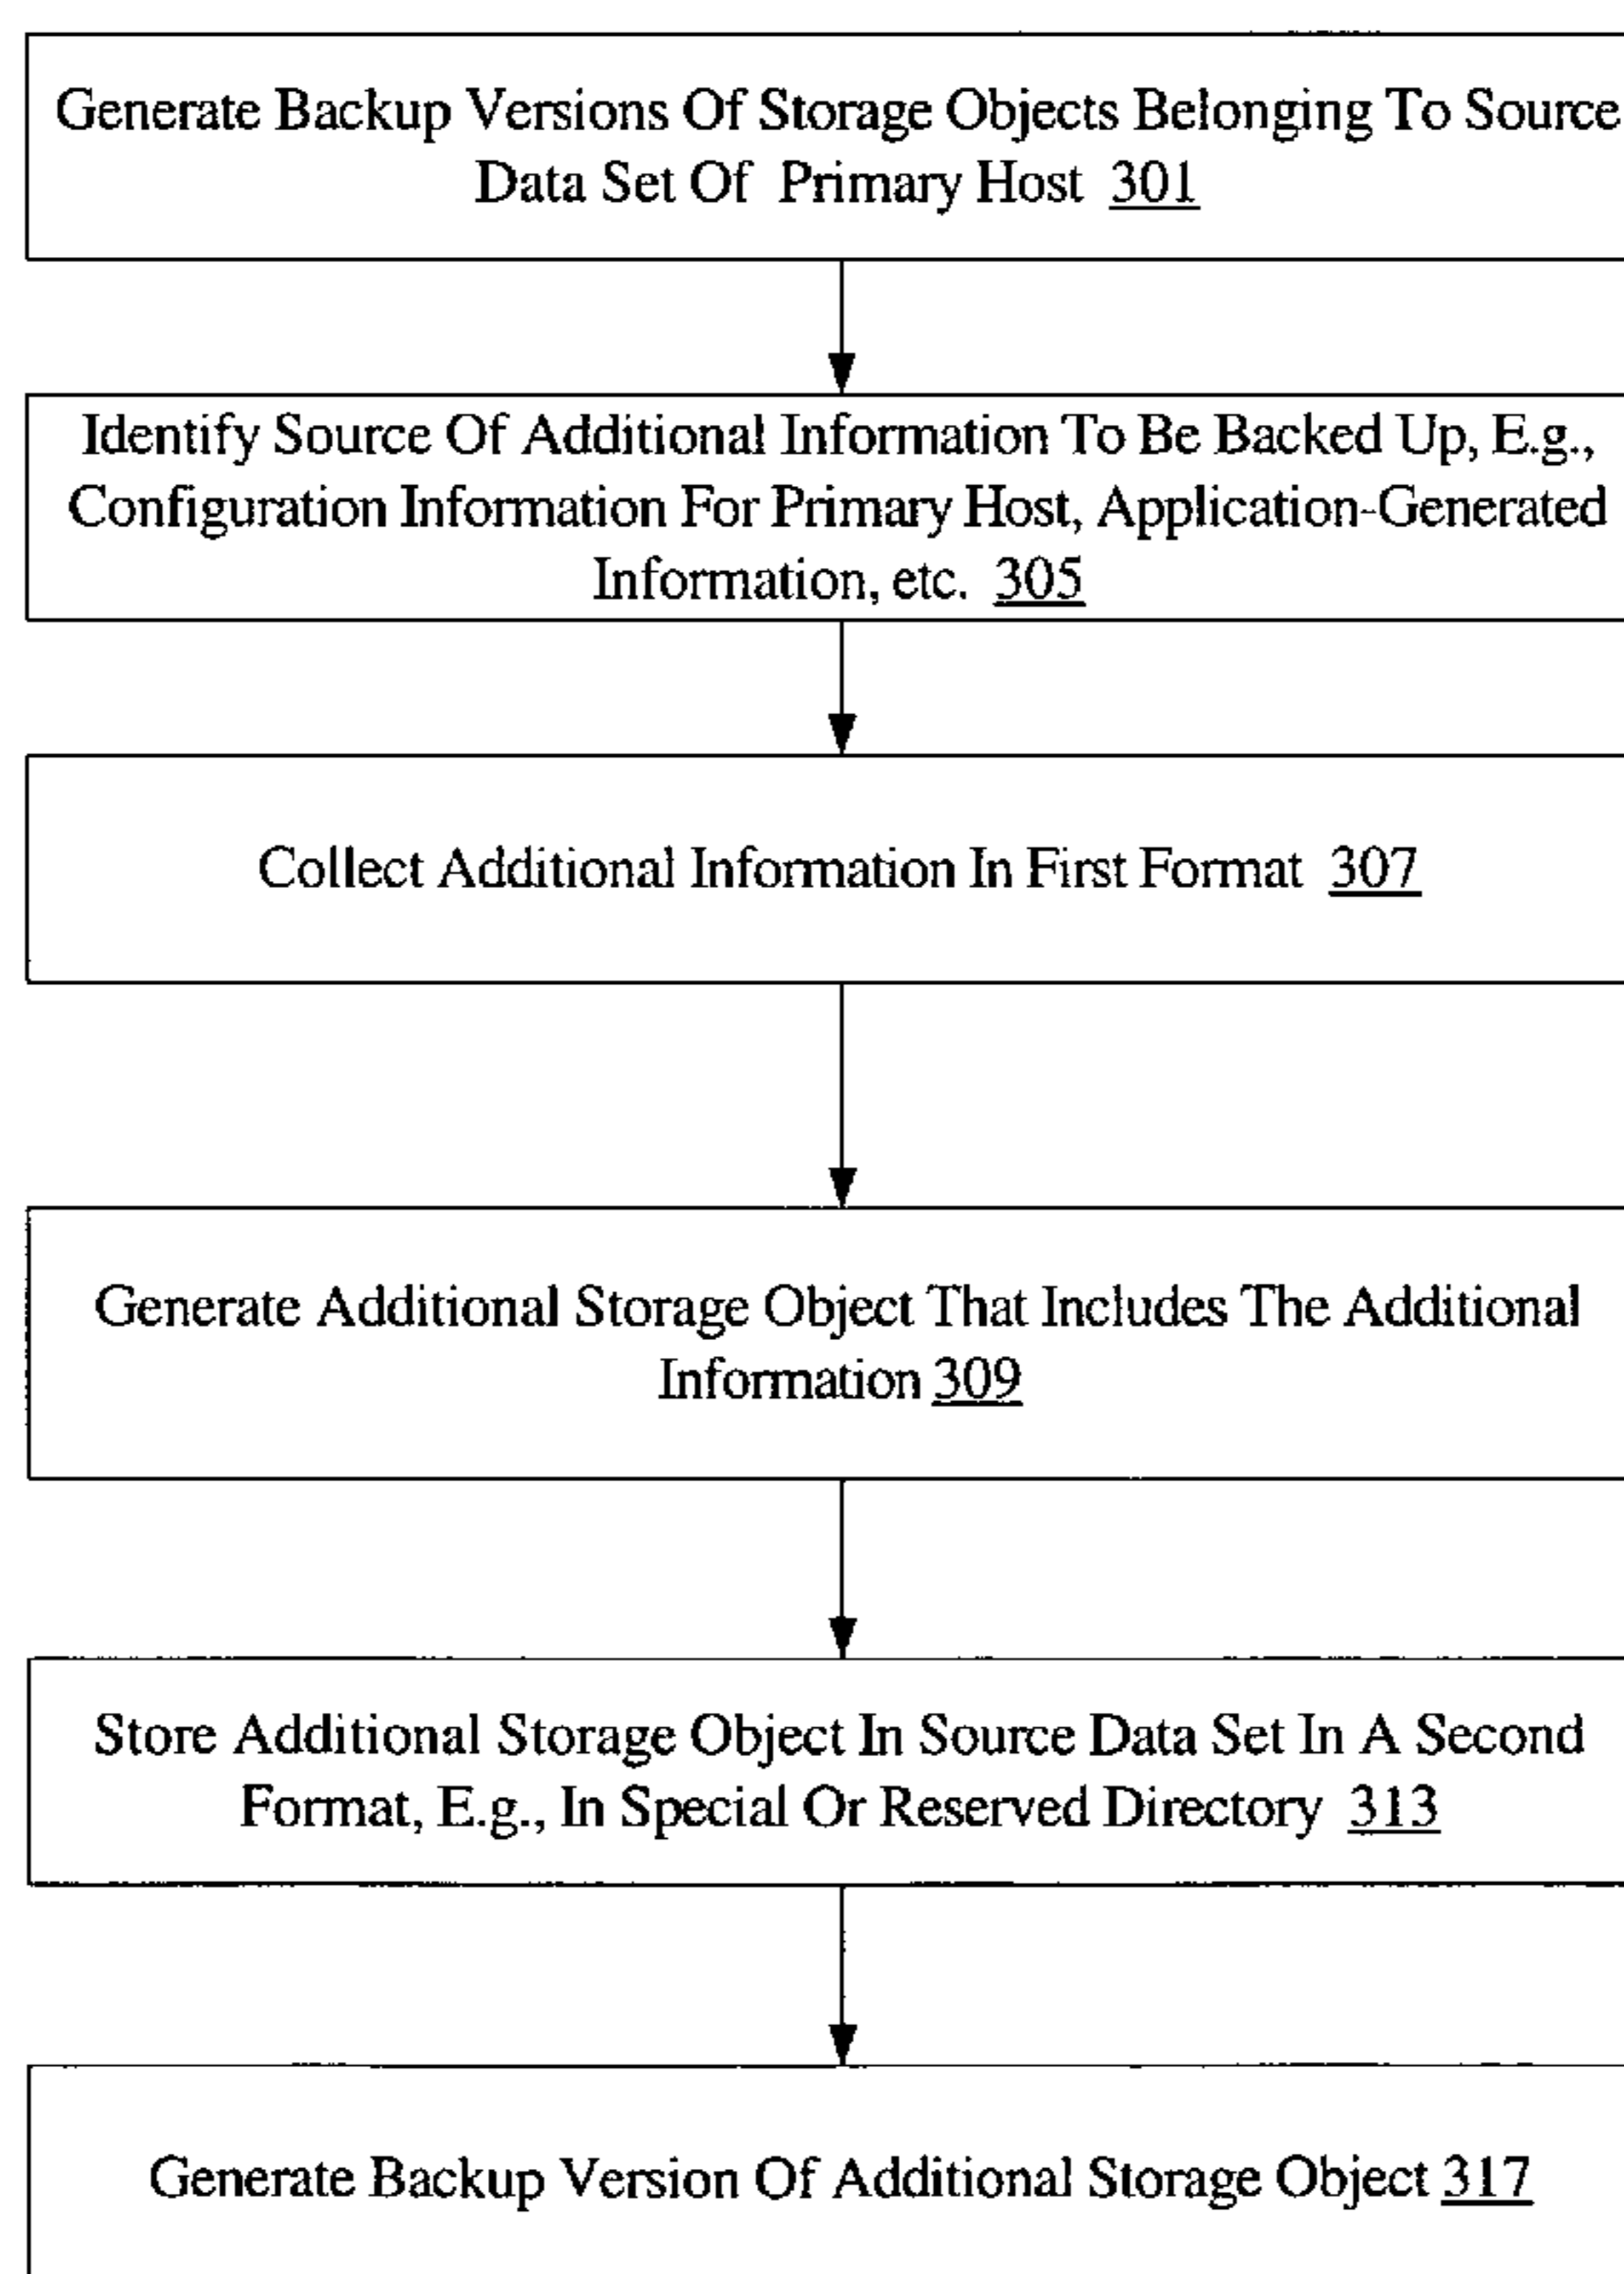 Generate Backup Versions Of Storage Objects Belonging To Source
Data Set Of Primary Host 301
Identify Source Of Additional Information To Be Backed Up, E.g.,
Configuration Information For Primary Host, Application-Generated
Information, etc. 305
Collect Additional Information In First Format 307
Generate Additional Storage Object That Includes The Additional
Information 309
Store Additional Storage Object In Source Data Set In A Second
Format, E.g., In Special Or Reserved Directory 313
Generate Backup Version Of Additional Storage Object 317